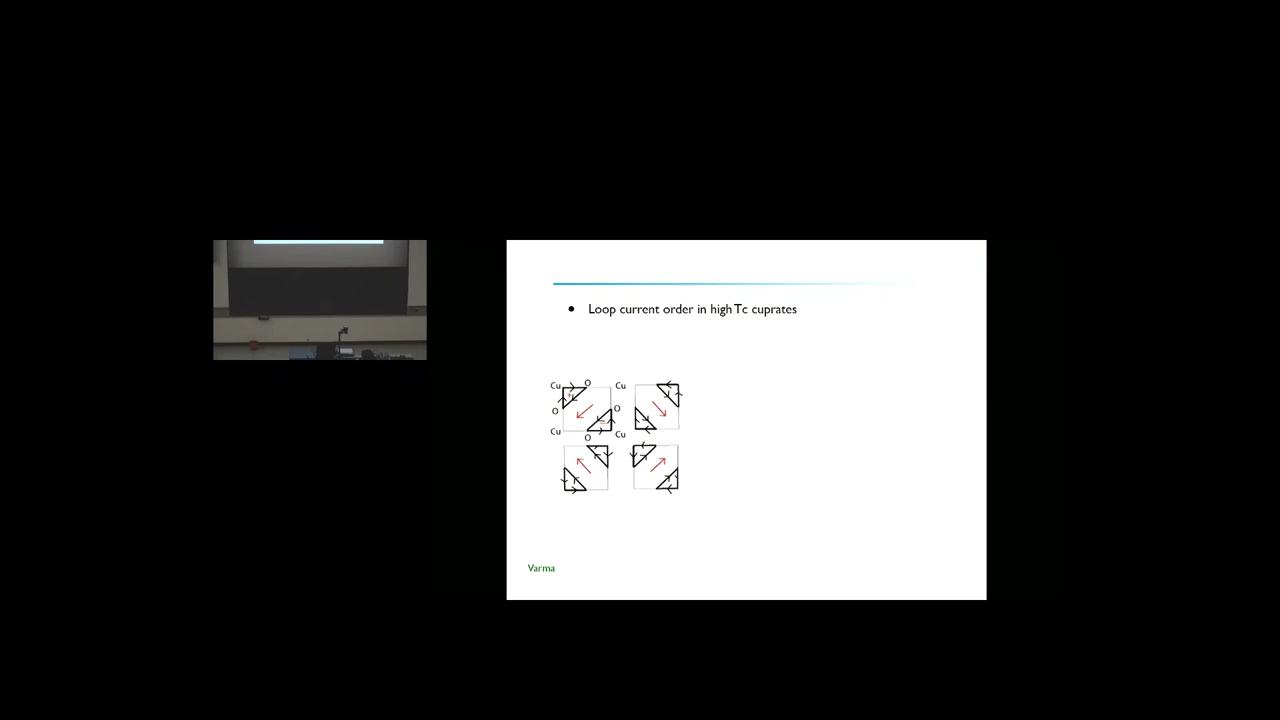 ● Loop current order in high Tc cuprates
Cu O Cu
O O
Cu O Cu
Varma